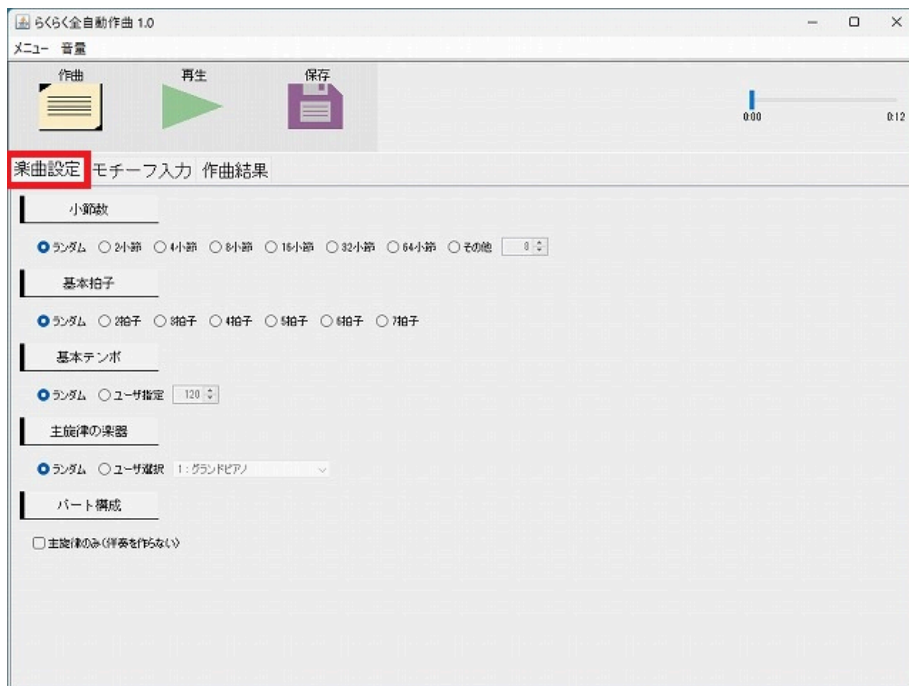 らくらく全自動作曲 1.0
メニュー 音量
作曲 再生 保存
0:00 0:12
楽曲設定 モチーフ入力 作曲結果
小節数
ランダム 2小節 4小節 8小節 16小節 32小節 64小節 その他 8
基本拍子
ランダム 2拍子 3拍子 4拍子 5拍子 6拍子 7拍子
基本テンポ
ランダム ユーザ指定 120
主旋律の楽器
ランダム ユーザ選択 1:グランドピアノ
パート構成
主旋律のみ(伴奏を作らない)